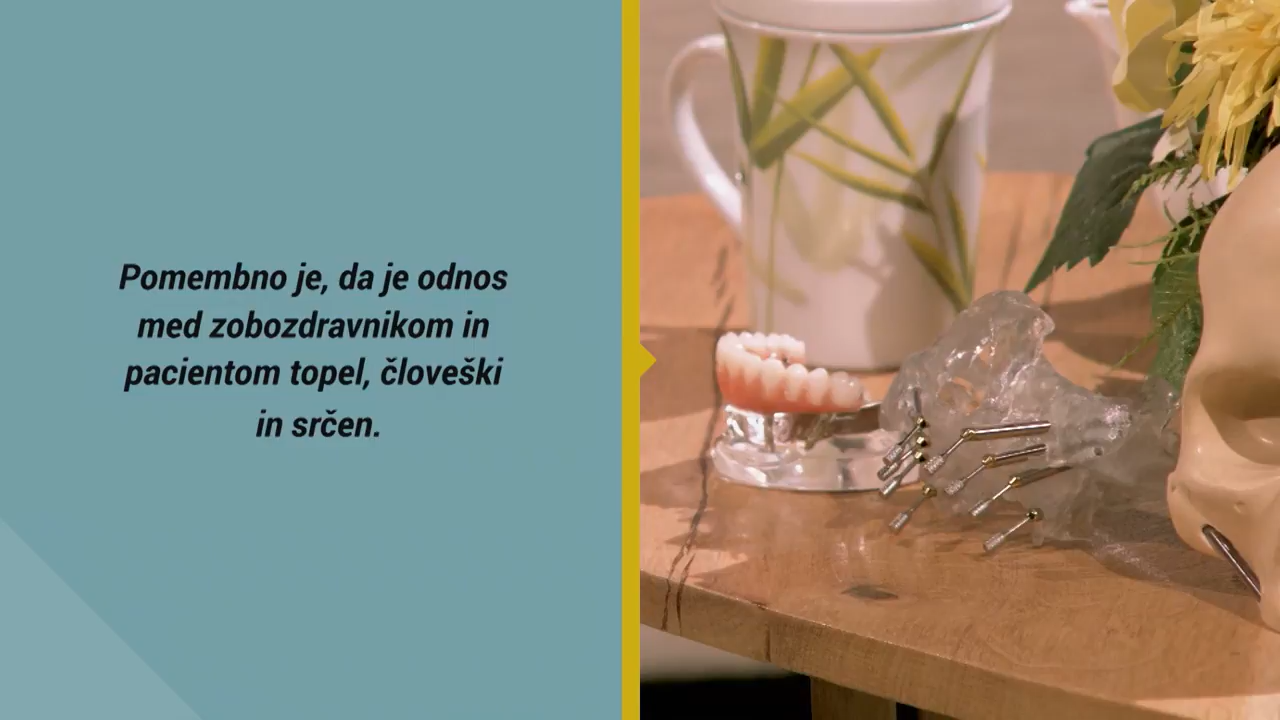 Pomembno je, da je odnos
med zobozdravnikom in
pacientom topel, človeški
in srčen.